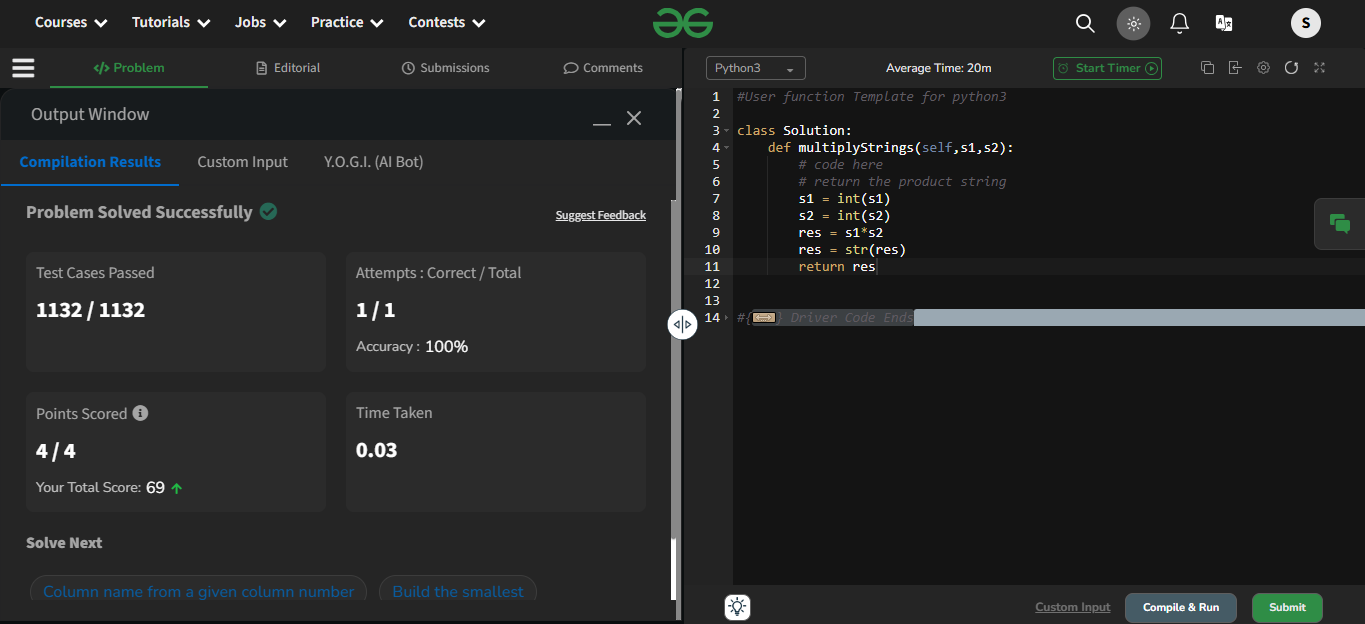 Courses Tutorials Jobs Practice Contests S
Problem Editorial Submissions Comments
Output Window
Compilation Results Custom Input Y.O.G.I. (AI Bot)
Problem Solved Successfully Suggest Feedback
Test Cases Passed Attempts : Correct / Total
1132 / 1132 1 / 1
Accuracy : 100%
Points Scored Time Taken
4 / 4 0.03
Your Total Score: 69
Solve Next
Column name from a given column number Build the smallest
Python3 Average Time: 20m Start Timer
1 #User function Template for python3
2
3 class Solution:
4 def multiplyStrings(self,s1,s2):
5 # code here
6 # return the product string
7 s1 = int(s1)
8 s2 = int(s2)
9 res = s1*s2
10 res = str(res)
11 return res
12
13
14 #{ } Driver Code Ends
Custom Input Compile & Run Submit